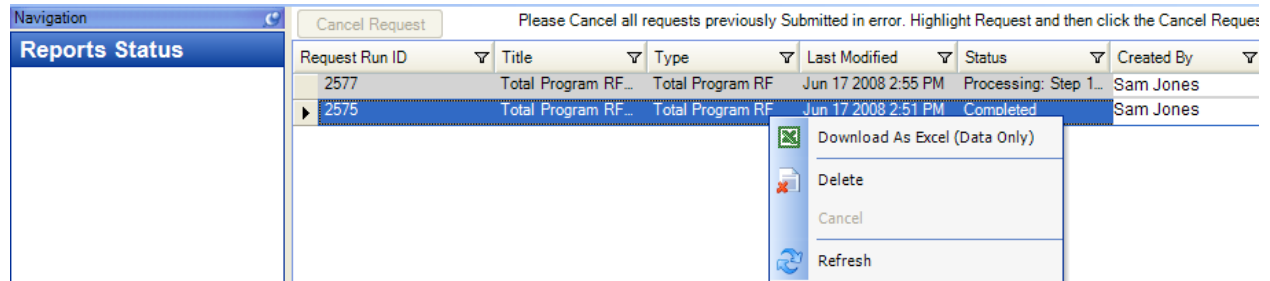 Navigation
Reports Status
Cancel Request
Please Cancel all requests previously Submitted in error. Highlight Request and then click the Cancel Reques
Request Run ID Title Type Last Modified Status Created By
2577 Total Program RF... Total Program RF Jun 17 2008 2:55 PM Processing: Step 1... Sam Jones
2575 Total Program RF... Total Program RF Jun 17 2008 2:51 PM Completed Sam Jones
Download As Excel (Data Only)
Delete
Cancel
Refresh